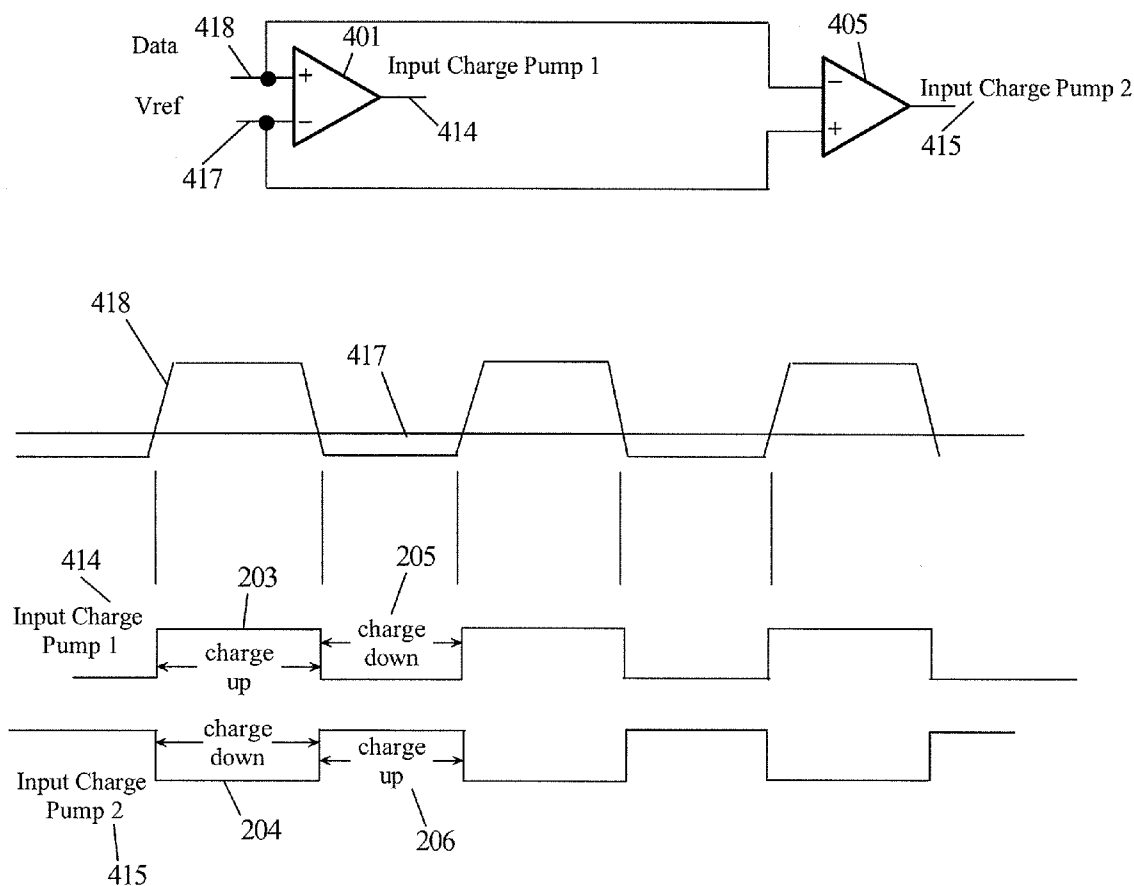 418
401
405
Data
+
Input Charge Pump 1
−
Input Charge Pump 2
Vref
−
414
+
415
417
418
417
414
203
205
Input Charge
Pump 1
charge
up
charge
down
charge
down
charge
up
Input Charge
Pump 2
204
206
415